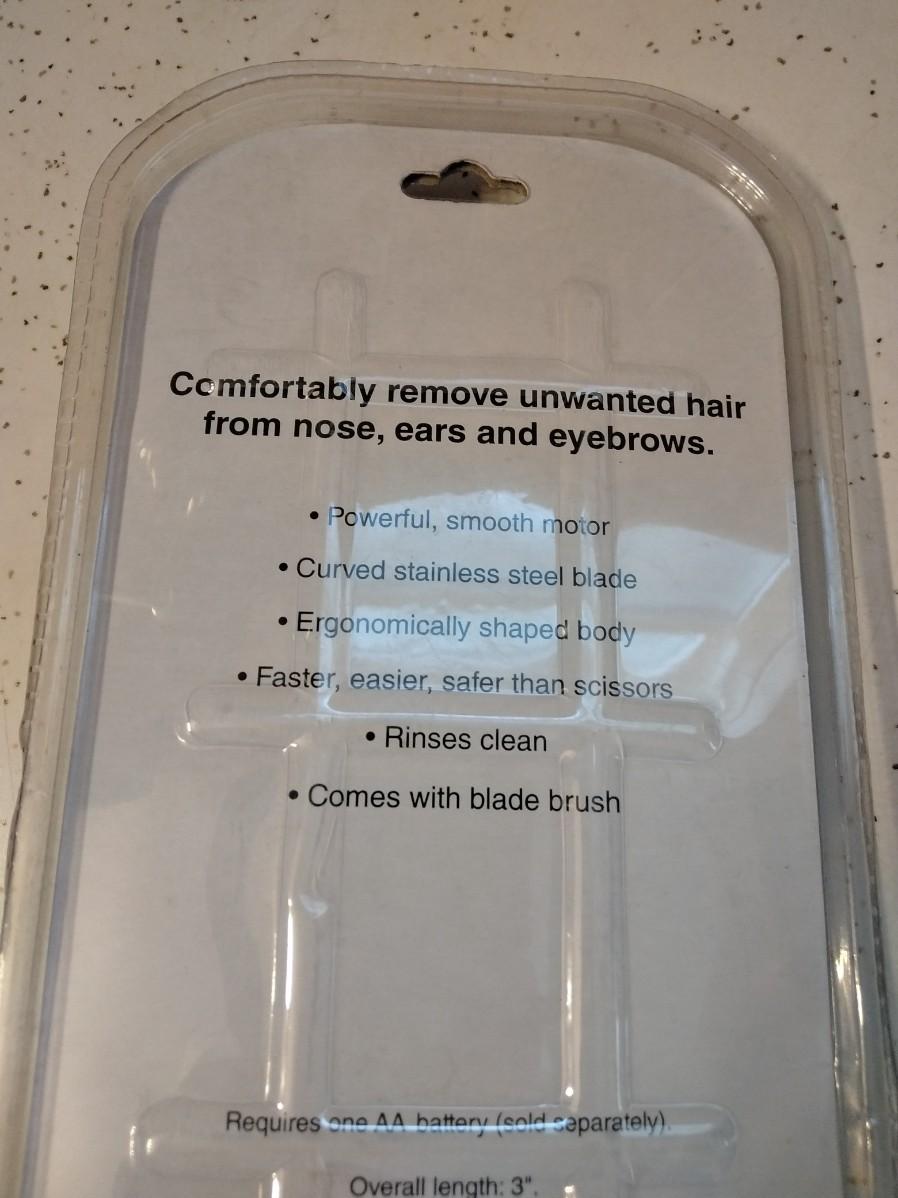 Comfortably remove unwanted hair
from nose, ears and eyebrows.
• Powerful, smooth motor
• Curved stainless steel blade
• Ergonomically shaped body
• Faster, easier, safer than scissors
• Rinses clean
• Comes with blade brush
Requires one AA battery (sold separately).
Overall length: 3".